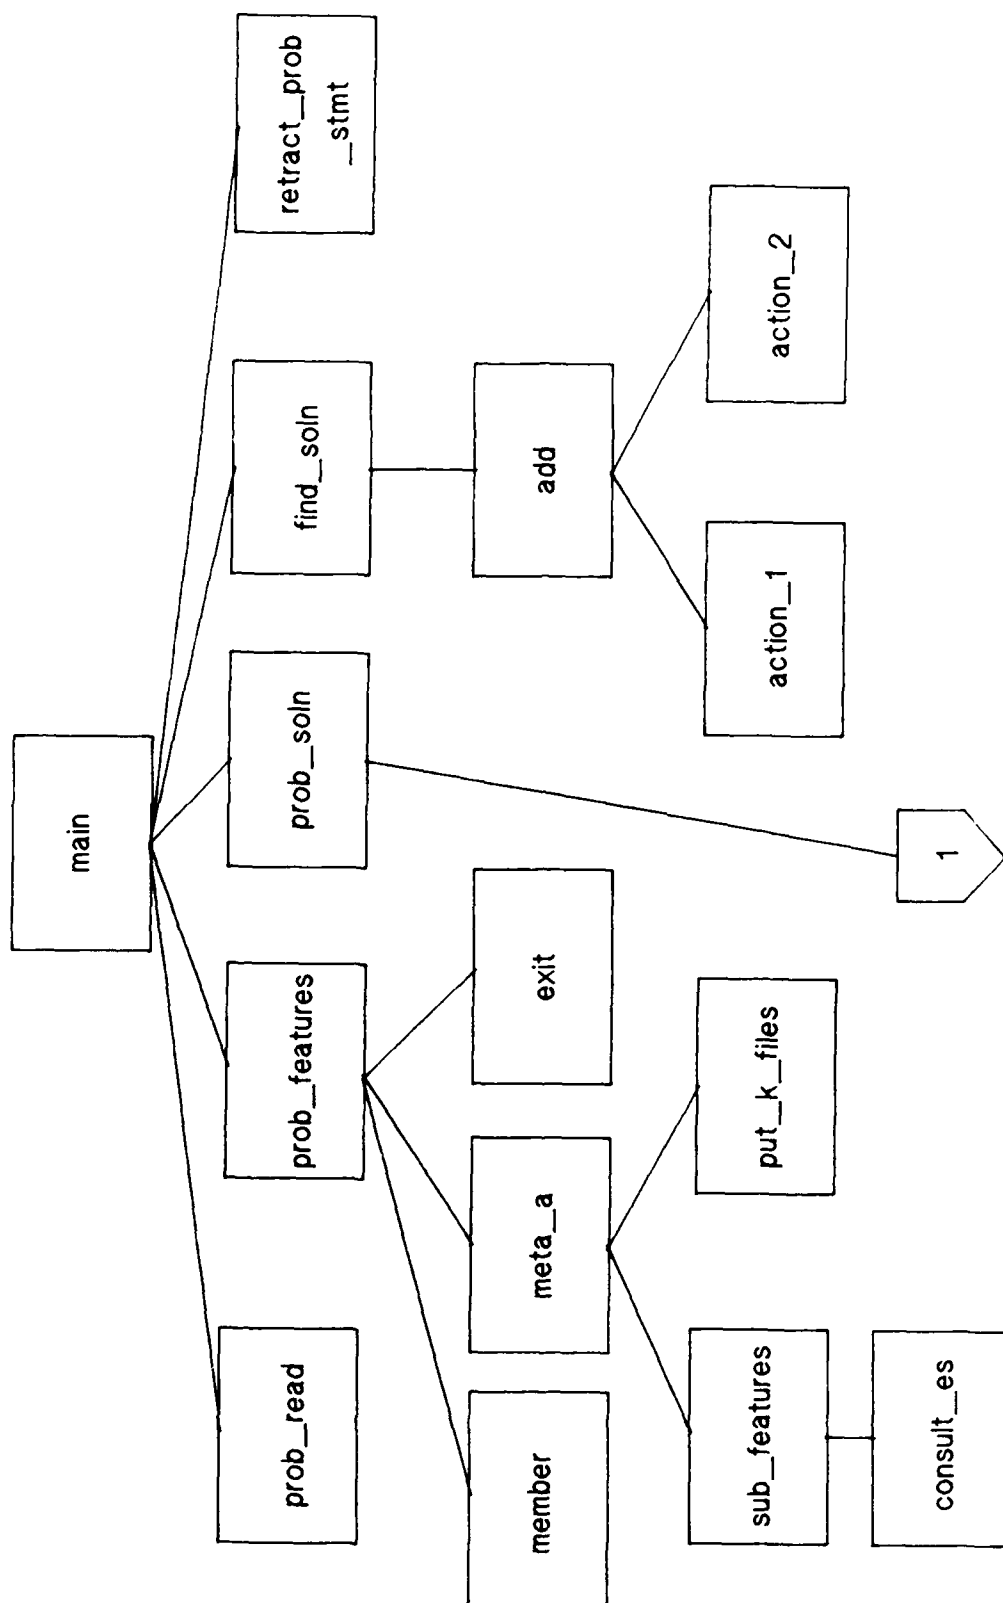 main
prob_read
prob_features
prob_soln
find_soln
retract_prob
_stmt
member
meta_a
exit
add
sub_features
put_k_files
action_1
action_2
consult_es
1